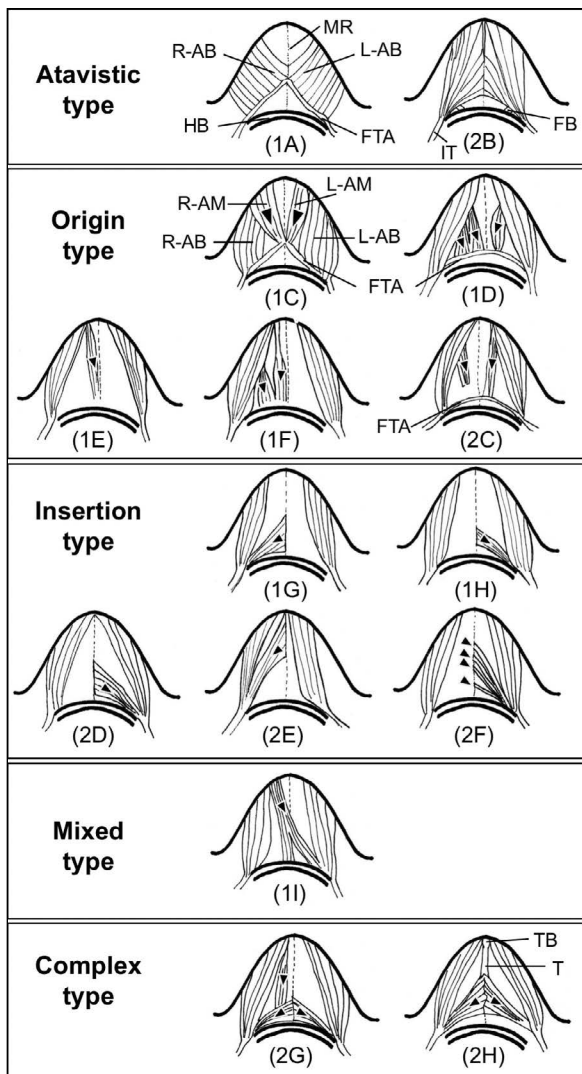 MR
R-AB L-AB
Atavistic
type
HB FTA IT FB
(1A) (2B)
L-AM
R-AM
Origin
type
R-AB L-AB
FTA
(1C) (1D)
FTA
(1E) (1F) (2C)
Insertion
type
(1G) (1H)
(2D) (2E) (2F)
Mixed
type
(1I)
TB
Complex
type
T
(2G) (2H)